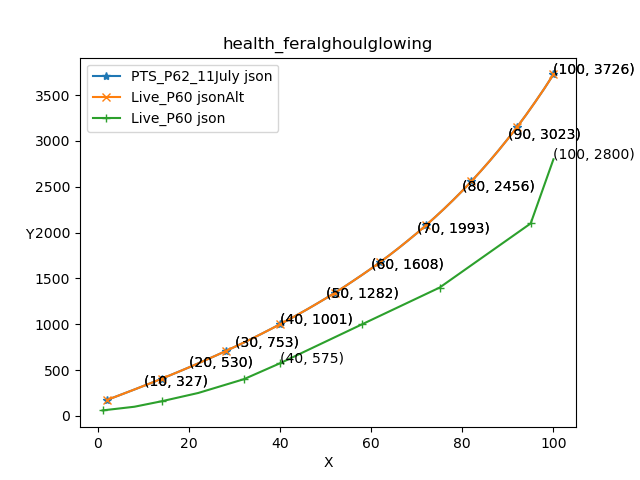 health_feralghoulglowing
PTS_P62_11July json
Live_P60 jsonAlt
Live_P60 json
(100, 3726)
(90, 3023)
(100, 2800)
(80, 2456)
(70, 1993)
(60, 1608)
(50, 1282)
(40, 1001)
(30, 753)
(40, 575)
(20, 530)
(10, 327)
3500
3000
2500
2000
1500
1000
500
0
Y
0 20 40 60 80 100
X